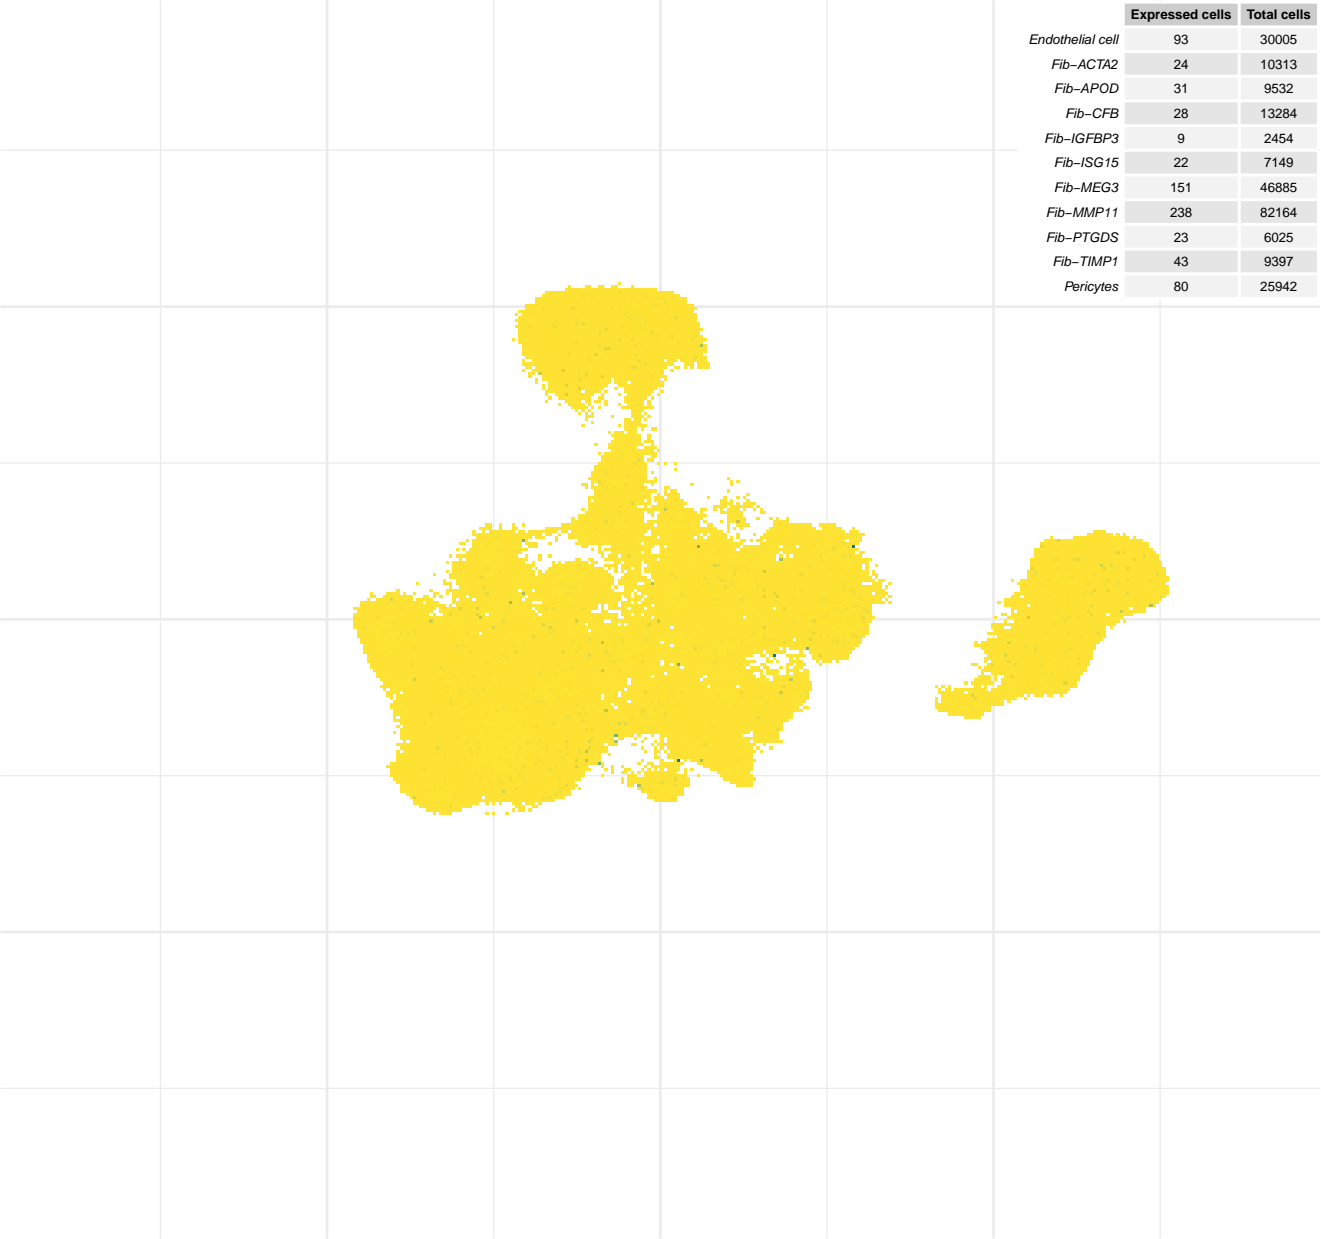 Expressed cells Total cells
Endothelial cell 93 30005
Fib−ACTA2 24 10313
Fib−APOD 31 9532
Fib−CFB 28 13284
Fib−IGFBP3 9 2454
Fib−ISG15 22 7149
Fib−MEG3 151 46885
Fib−MMP11 238 82164
Fib−PTGDS 23 6025
Fib−TIMP1 43 9397
Pericytes 80 25942